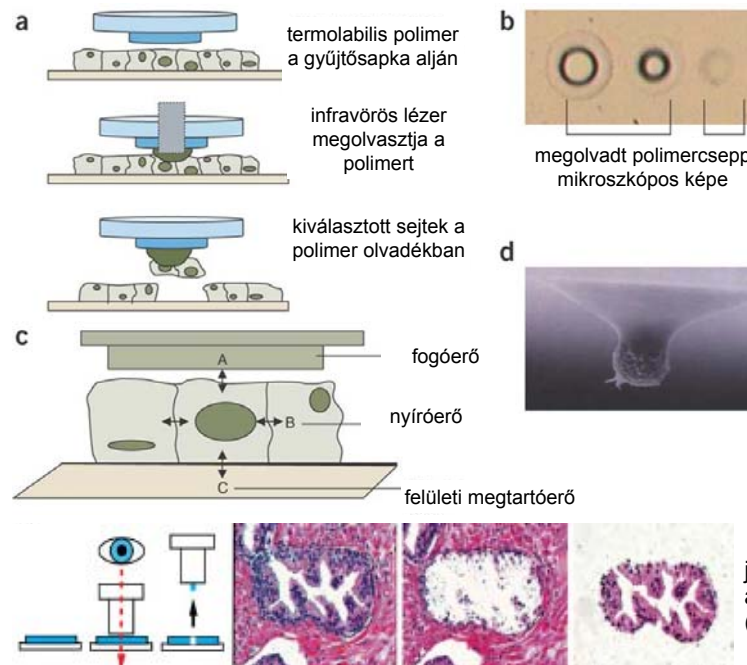 a
termolabilis polimer
a gyűjtősapka alján
infravörös lézer
megolvasztja a
polimert
kiválasztott sejtek a
polimer olvadékban
b
megolvadt polimercsepp
mikroszkópos képe
c
A
fogóerő
B
nyíróerő
C
felületi megtartóerő
d